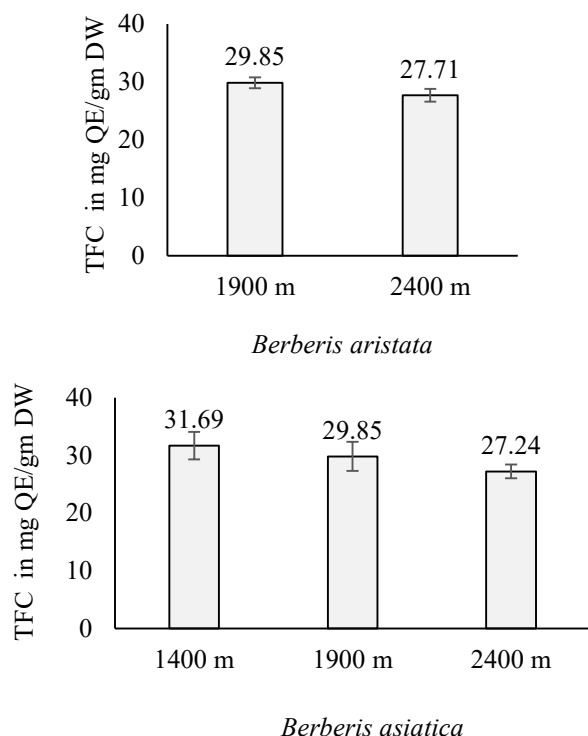 TFC in mg QE/gm DW
40
30
20
10
0
29.85
27.71
1900 m
2400 m
Berberis aristata
TFC in mg QE/gm DW
40
30
20
10
0
31.69
29.85
27.24
1400 m
1900 m
2400 m
Berberis asiatica